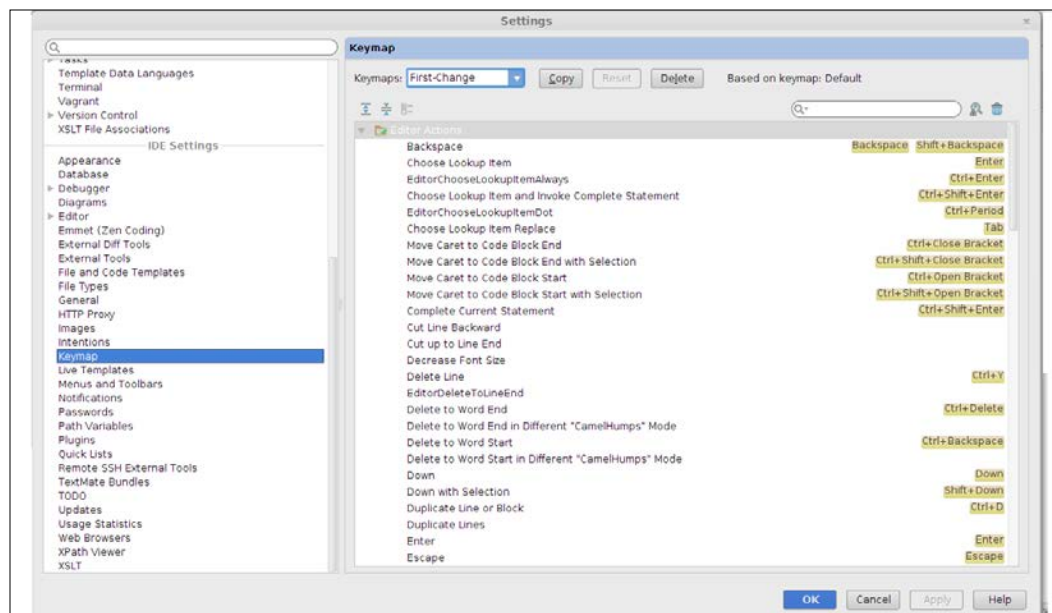 Settings
Tasks
Template Data Languages
Terminal
Vagrant
Version Control
XSLT File Associations
IDE Settings
Appearance
Database
Debugger
Diagrams
Editor
Emmet (Zen Coding)
External Diff Tools
External Tools
File and Code Templates
File Types
General
HTTP Proxy
Images
Intentions
Keymap
Live Templates
Menus and Toolbars
Notifications
Passwords
Path Variables
Plugins
Quick Lists
Remote SSH External Tools
TextMate Bundles
TODO
Updates
Usage Statistics
Web Browsers
XPath Viewer
XSLT
Keymap
Keymaps: First-Change Copy Reset Delete Based on keymap: Default
Editor Actions
Backspace Backspace Shift+Backspace
Choose Lookup Item Enter
EditorChooseLookupItemAlways Ctrl+Enter
Choose Lookup Item and Invoke Complete Statement Ctrl+Shift+Enter
EditorChooseLookupItemDot Ctrl+Period
Choose Lookup Item Replace Tab
Move Caret to Code Block End Ctrl+Close Bracket
Move Caret to Code Block End with Selection Ctrl+Shift+Close Bracket
Move Caret to Code Block Start Ctrl+Open Bracket
Move Caret to Code Block Start with Selection Ctrl+Shift+Open Bracket
Complete Current Statement Ctrl+Shift+Enter
Cut Line Backward
Cut up to Line End
Decrease Font Size
Delete Line Ctrl+Y
EditorDeleteToLineEnd
Delete to Word End Ctrl+Delete
Delete to Word End in Different "CamelHumps" Mode
Delete to Word Start Ctrl+Backspace
Delete to Word Start in Different "CamelHumps" Mode
Down Down
Down with Selection Shift+Down
Duplicate Line or Block Ctrl+D
Duplicate Lines
Enter Enter
Escape Escape
OK Cancel Apply Help